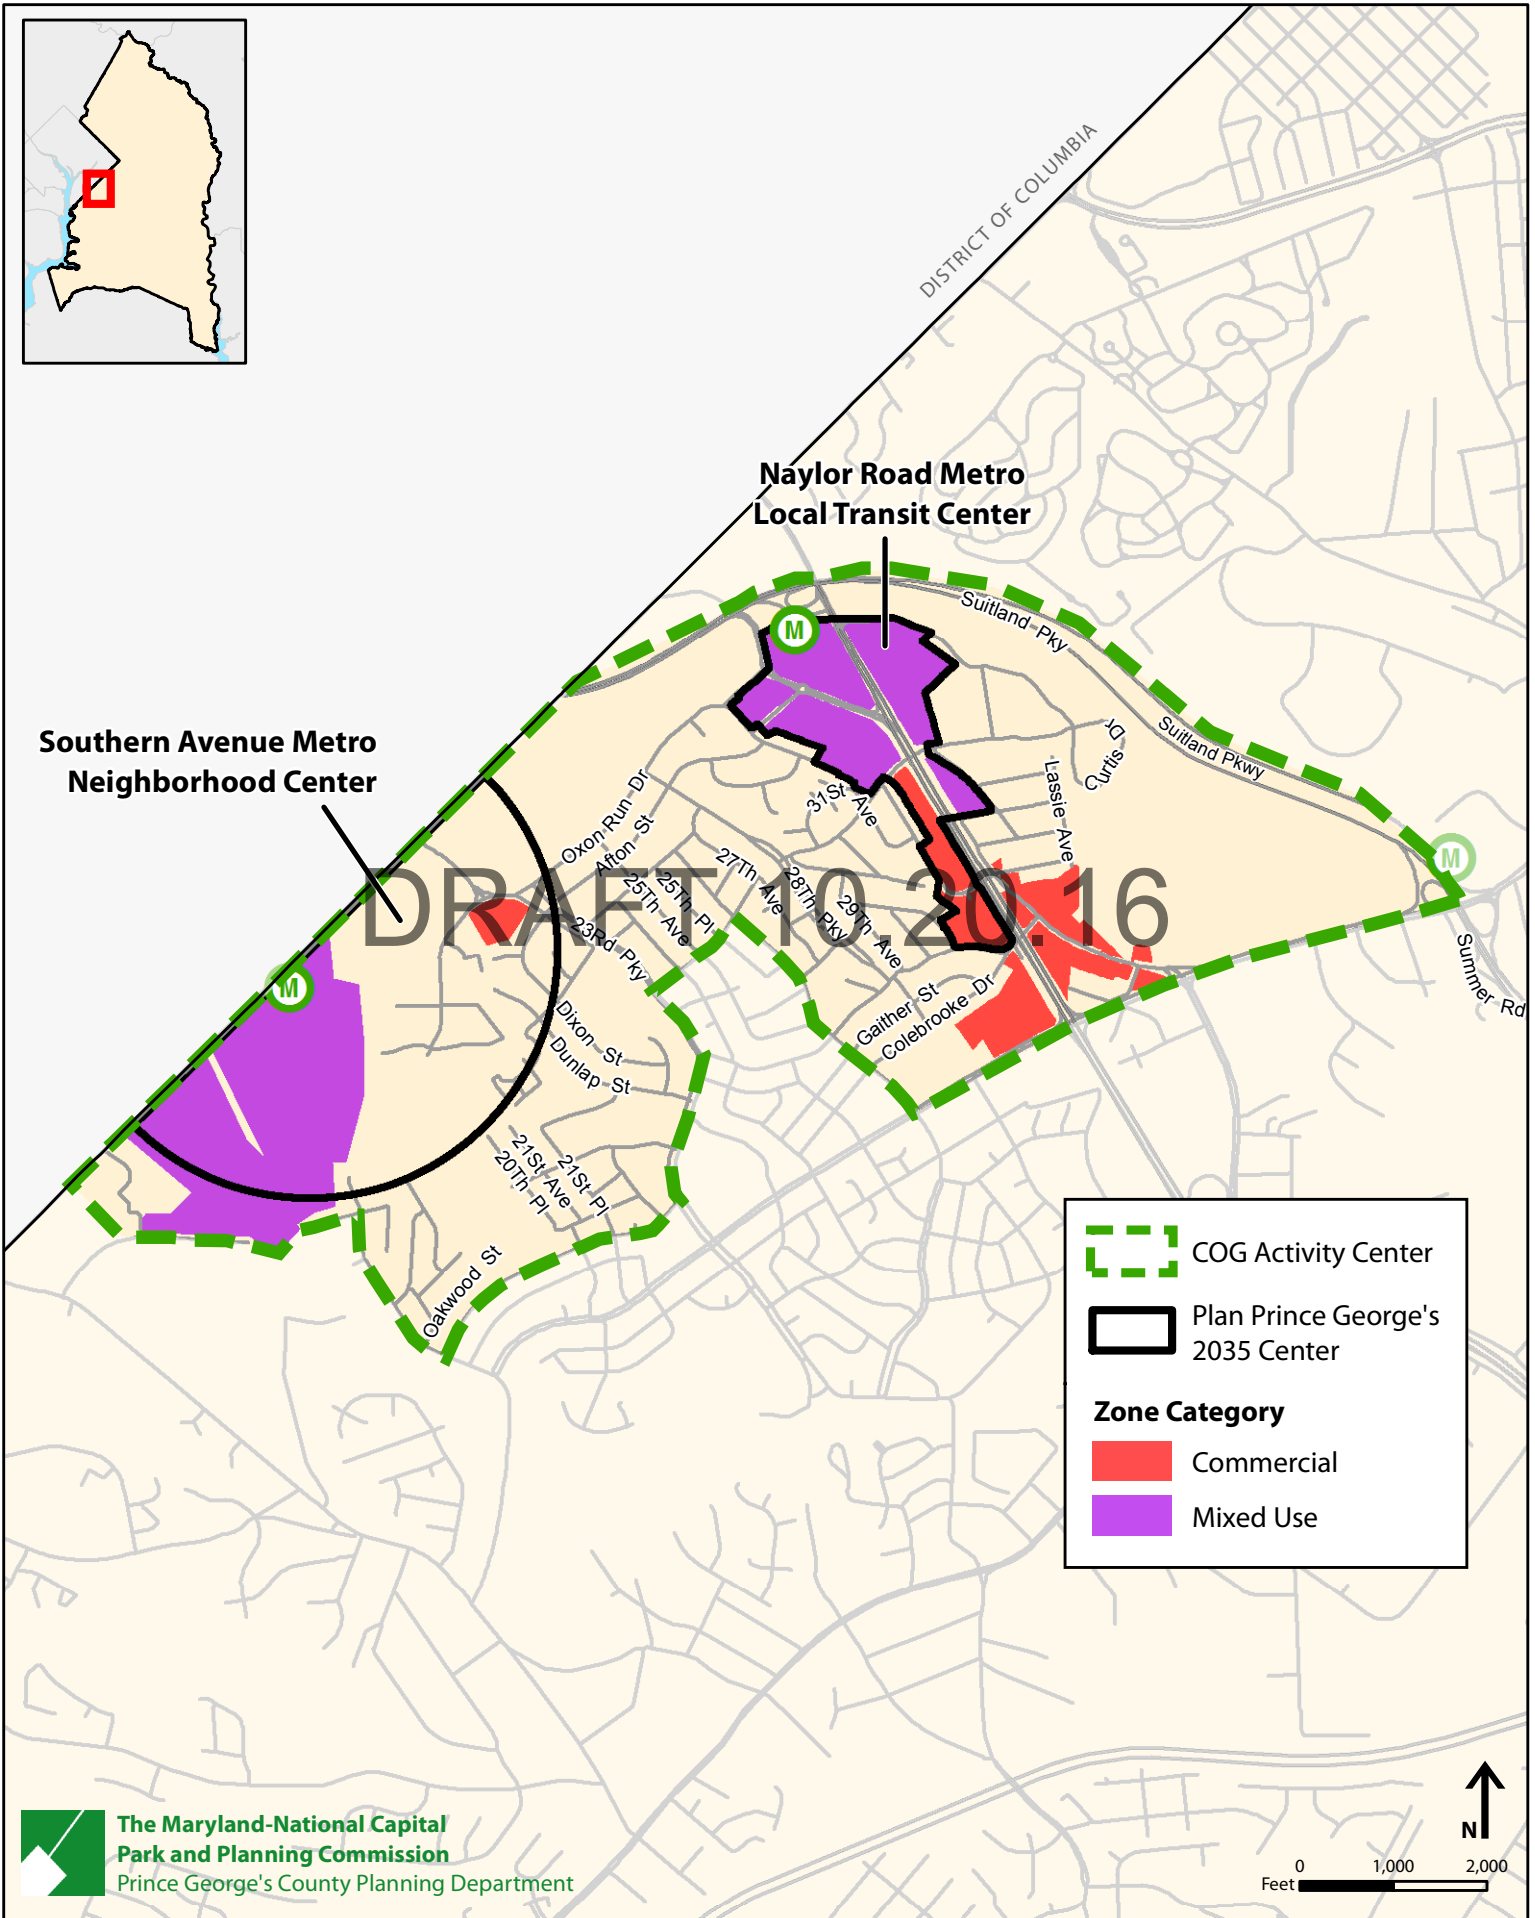 DISTRICT OF COLUMBIA
Naylor Road Metro
Local Transit Center
Suitland Pky
M
Southern Avenue Metro
Neighborhood Center
Suitland Pkwy
Curtis Dr
Lassie Ave
31St Ave
Oxon Run Dr
Afton St
M
27Th Ave
28Th Pky
29Th Ave
25Th Pl
25Th Ave
23Rd Pky
DRAFT 10.20.16
M
Summer Rd
Gaither St
Colebrooke Dr
Dixon St
Dunlap St
21St Ave
21St Pl
20Th Pl
Oakwood St
COG Activity Center
Plan Prince George's
2035 Center
Zone Category
Commercial
Mixed Use
The Maryland-National Capital
Park and Planning Commission
Prince George's County Planning Department
N
0 1,000 2,000
Feet